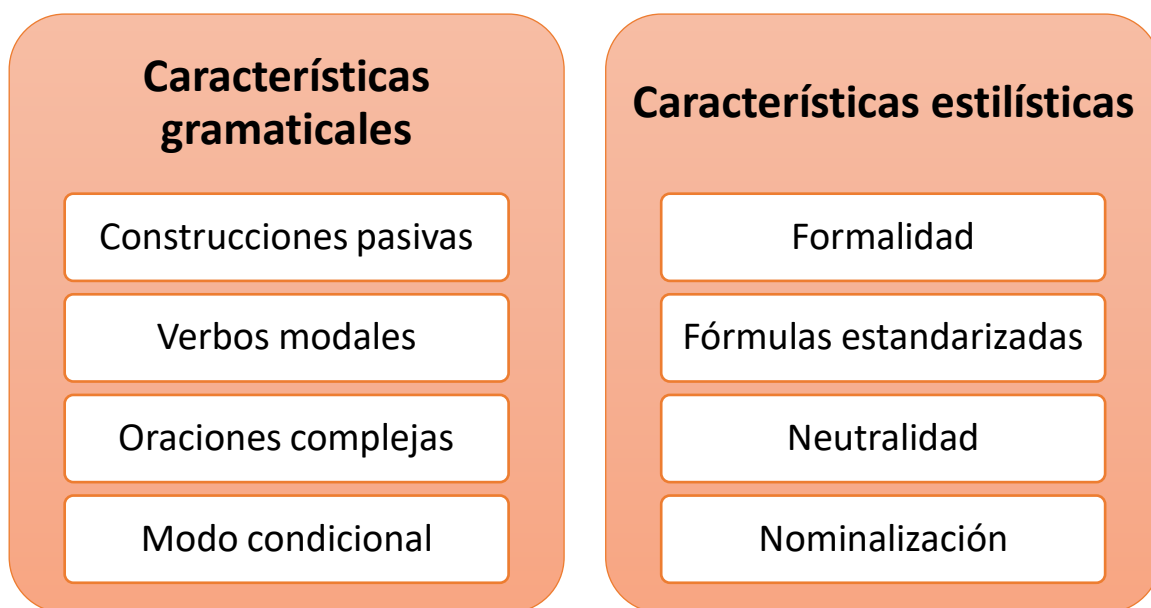 Características
gramaticales
Construcciones pasivas
Verbos modales
Oraciones complejas
Modo condicional
Características estilísticas
Formalidad
Fórmulas estandarizadas
Neutralidad
Nominalización